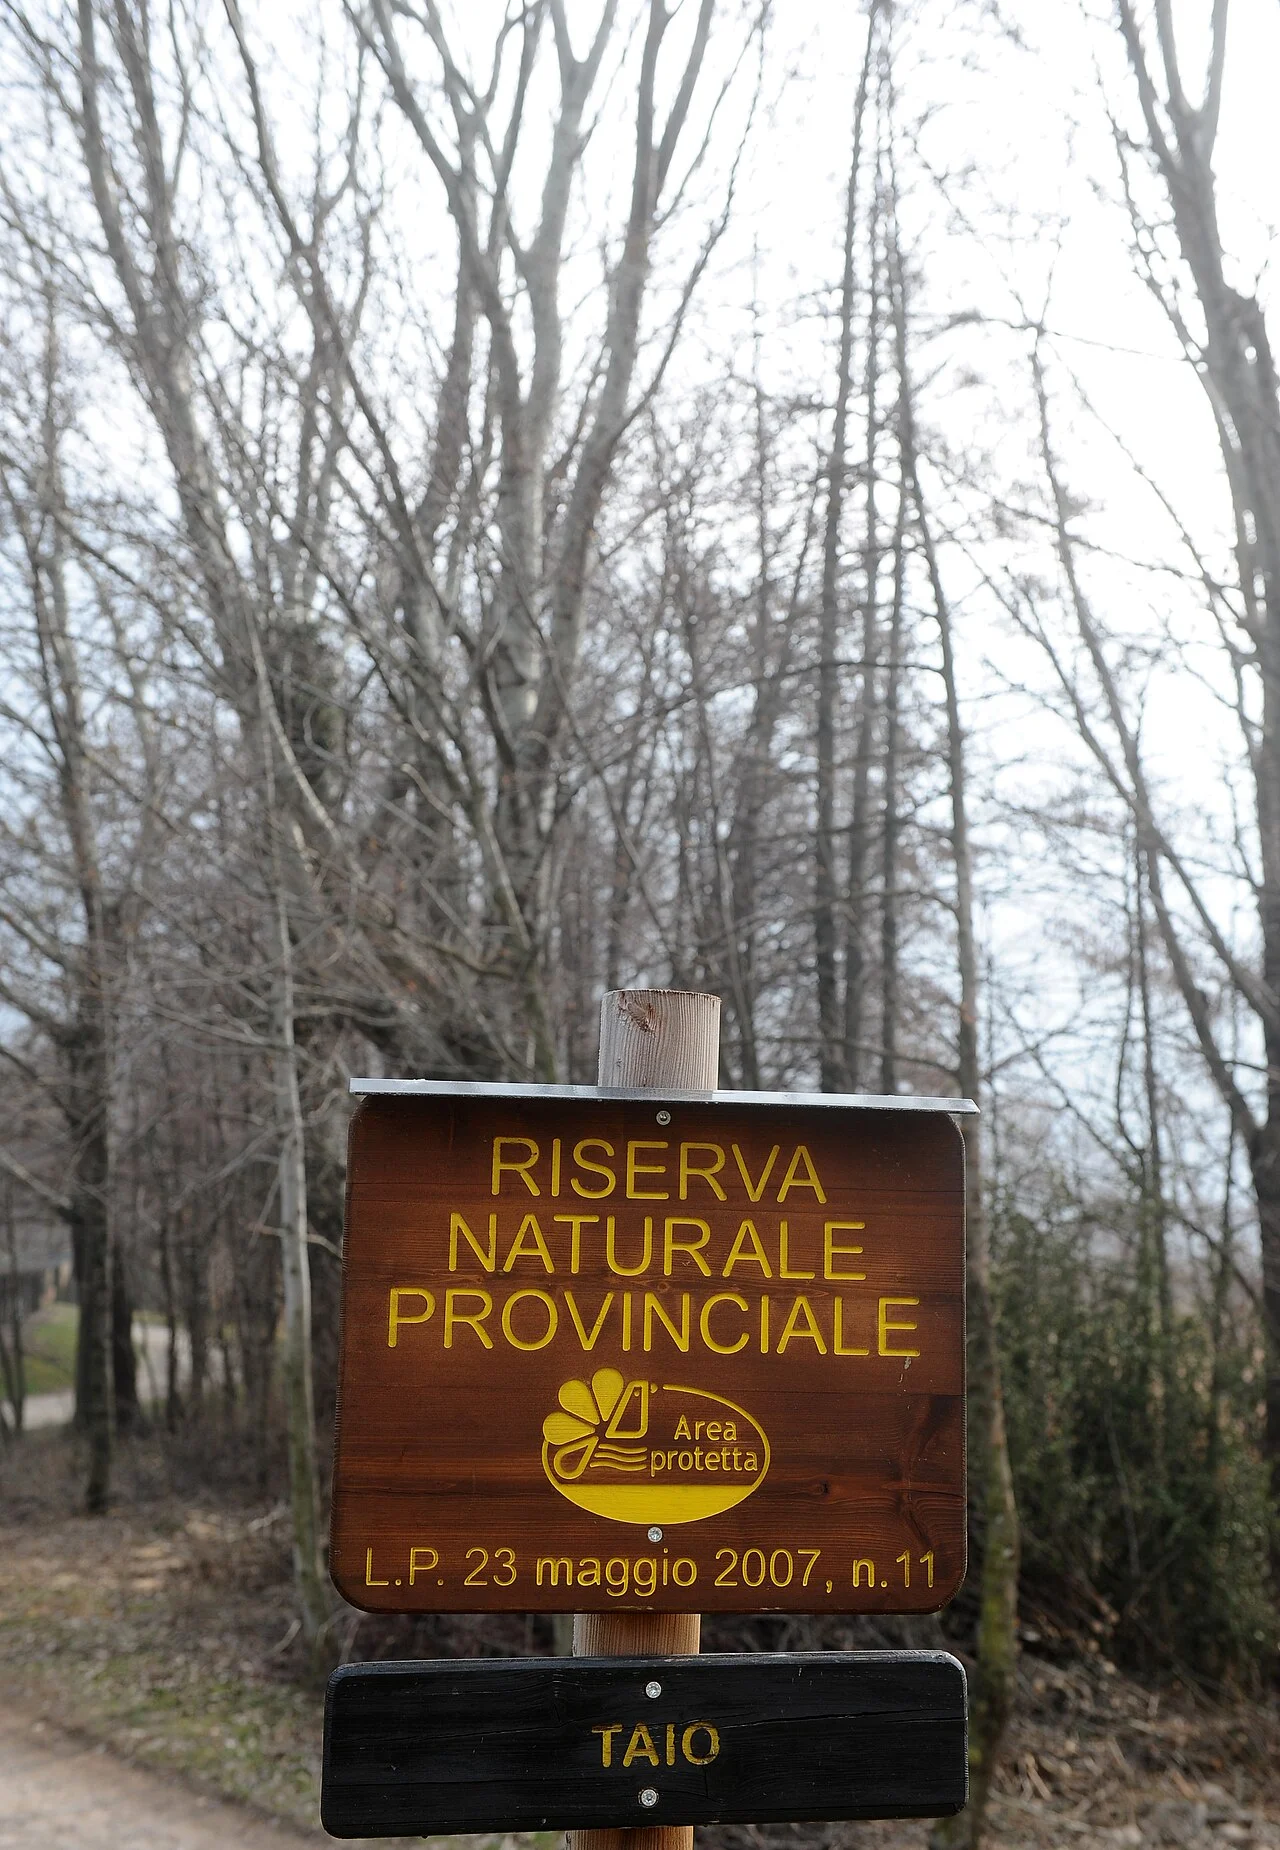 RISERVA
NATURALE
PROVINCIALE
Area
protetta
L.P. 23 maggio 2007, n.11
TAIO